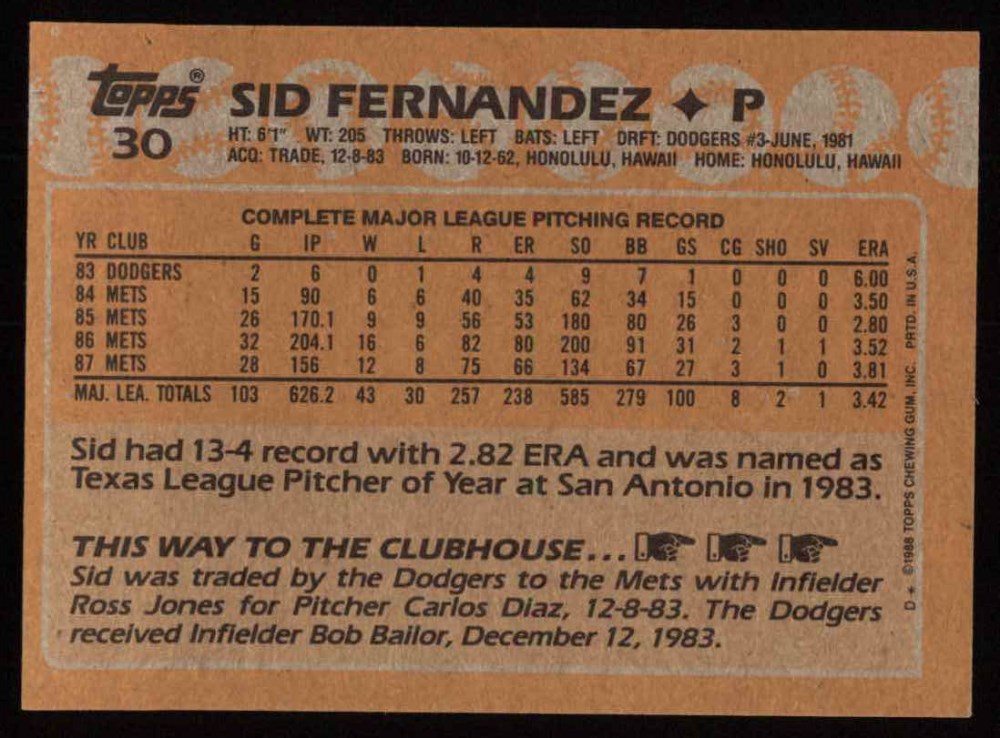 topps®
30
SID FERNANDEZ ✦ P
HT: 6'1" WT: 205 THROWS: LEFT BATS: LEFT DRFT: DODGERS #3-JUNE, 1981
ACQ: TRADE, 12-8-83 BORN: 10-12-62, HONOLULU, HAWAII HOME: HONOLULU, HAWAII
COMPLETE MAJOR LEAGUE PITCHING RECORD
YR CLUB G IP W L R ER SO BB GS CG SHO SV ERA
83 DODGERS 2 6 0 1 4 4 9 7 1 0 0 0 6.00
84 METS 15 90 6 6 40 35 62 34 15 0 0 0 3.50
85 METS 26 170.1 9 9 56 53 180 80 26 3 0 0 2.80
86 METS 32 204.1 16 6 82 80 200 91 31 2 1 1 3.52
87 METS 28 156 12 8 75 66 134 67 27 3 1 0 3.81
MAJ. LEA. TOTALS 103 626.2 43 30 257 238 585 279 100 8 2 1 3.42
Sid had 13-4 record with 2.82 ERA and was named as
Texas League Pitcher of Year at San Antonio in 1983.
THIS WAY TO THE CLUBHOUSE...
Sid was traded by the Dodgers to the Mets with Infielder
Ross Jones for Pitcher Carlos Diaz, 12-8-83. The Dodgers
received Infielder Bob Bailor, December 12, 1983.
D* ©1988 TOPPS CHEWING GUM, INC. PRTD. IN U.S.A.